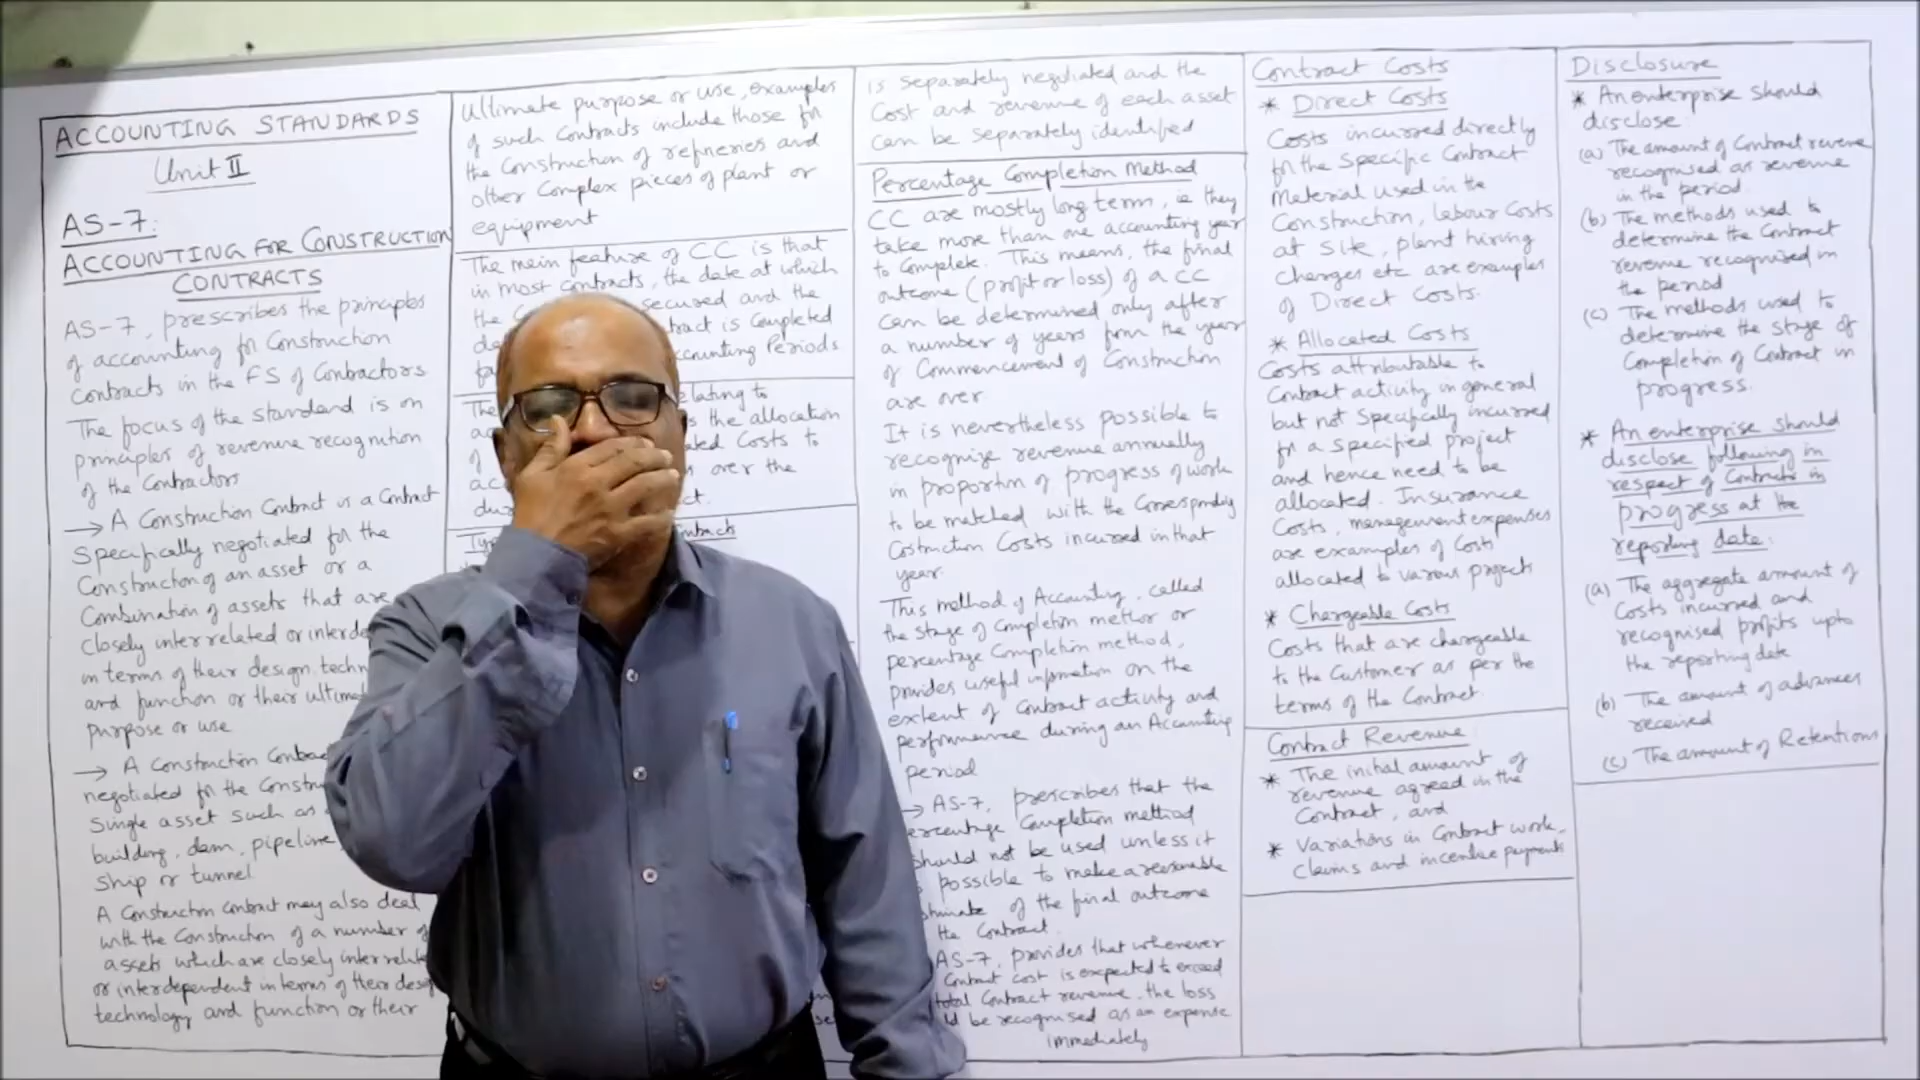 ACCOUNTING STANDARDS
Unit II
AS-7:
ACCOUNTING FOR CONSTRUCTION
CONTRACTS
AS-7, prescribes the principles
of accounting for Construction
contracts in the FS of Contractors
The focus of the standard is on
principles of revenue recognition
of the Contractors
→ A Construction Contract is a Contract
Specifically negotiated for the
Construction of an asset or a
Combination of assets that are
closely interrelated or
in terms of their design,
and function or their
purpose or use
→ A Construction
negotiated for the
Single asset such as
building, dam, pipeline,
Ship or tunnel
A Construction Contract may also deal
with the Construction of a number of
assets which are closely
or interdependent in terms of their
technology and function or their
Ultimate purpose or use, examples
of such Contracts include those for
the Construction of refineries and
other Complex pieces of plant or
equipment
The main feature of CC is that
in most contracts, the date at which
the secured and the
is Completed
Accounting Periods
The relating to
the allocation
of Costs to
over the
is separately negotiated and the
Cost and revenue of each asset
can be separately identified
Percentage Completion Method
CC are mostly long term, ie they
take more than one accounting year
to Complete. This means, the final
outcome (profit or loss) of a CC
can be determined only after
a number of years from the year
of Commencement of Construction
are over
It is nevertheless possible to
recognize revenue annually
in proportion of progress of work
to be matched with the Corresponding
Costruction Costs incurred in that
year.
This method of Accounting, called
the stage of Completion method or
percentage Completion method,
provides useful information on the
extent of Contract activity and
performance during an Accounting
period
→ AS-7, prescribes that the
Completion method
should not be used unless it
possible to make a reasonable
of the final outcome
the Contract.
AS-7, provides that whenever
Contract cost is expected to exceed
total Contract revenue, the loss
be recognised as an expense
immediately
Contract Costs
* Direct Costs
Costs incurred directly
for the Specific Contract
Material used in the
Construction, labour Costs
at Site, plant hiring
charges etc are examples
of Direct Costs.
* Allocated Costs
Costs attributable to
Contract activity in general
but not Specifically incurred
for a specified project
and hence need to be
allocated. Insurance
Costs, management expenses
are examples of Costs
allocated to various projects
* Chargeable Costs
Costs that are chargeable
to the Customer as per the
terms of the Contract.
Contract Revenue
* The initial amount of
revenue agreed in the
Contract, and
* Variations in Contract work,
Claims and incentive payments
Disclosure
* An enterprise should
disclose
(a) The amount of Contract revenue
recognised as revenue
in the period
(b) The methods used to
determine the Contract
revenue recognised in
the period
(c) The methods used to
determine the stage of
Completion of Contract in
progress.
* An enterprise should
disclose following in
respect of Contracts in
progress at the
reporting date:
(a) The aggregate amount of
Costs incurred and
recognised profits upto
the reporting date
(b) The amount of advances
received
(c) The amount of Retentions